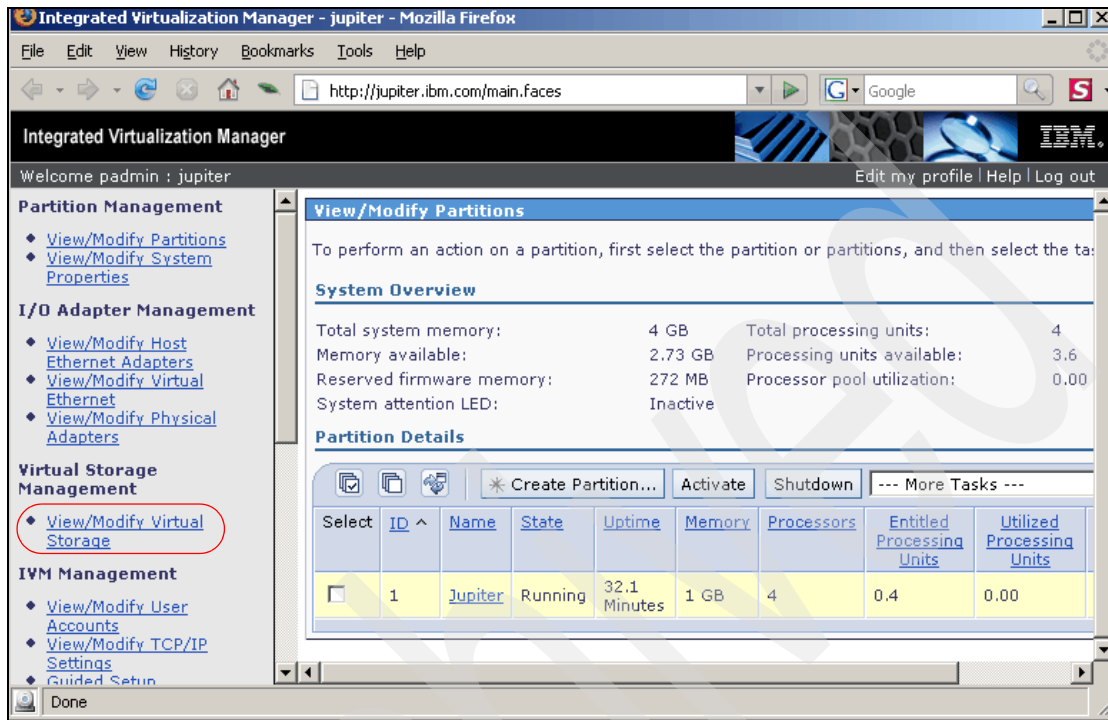 Integrated Virtualization Manager - jupiter - Mozilla Firefox
File Edit View History Bookmarks Tools Help
http://jupiter.ibm.com/main.faces
G Google
S
Integrated Virtualization Manager
IBM.
Welcome padmin : jupiter
Edit my profile | Help | Log out
Partition Management
View/Modify Partitions
View/Modify System
Properties
I/O Adapter Management
View/Modify Host
Ethernet Adapters
View/Modify Virtual
Ethernet
View/Modify Physical
Adapters
Virtual Storage
Management
View/Modify Virtual
Storage
IVM Management
View/Modify User
Accounts
View/Modify TCP/IP
Settings
Guided Setup
View/Modify Partitions
To perform an action on a partition, first select the partition or partitions, and then select the
System Overview
Total system memory: 4 GB Total processing units: 4
Memory available: 2.73 GB Processing units available: 3.6
Reserved firmware memory: 272 MB Processor pool utilization: 0.00
System attention LED: Inactive
Partition Details
Create Partition... Activate Shutdown --- More Tasks ---
Select ID ^ Name State Uptime Memory Processors Entitled Processing Units Utilized Processing Units
1 Jupiter Running 32.1 Minutes 1 GB 4 0.4 0.00
Done